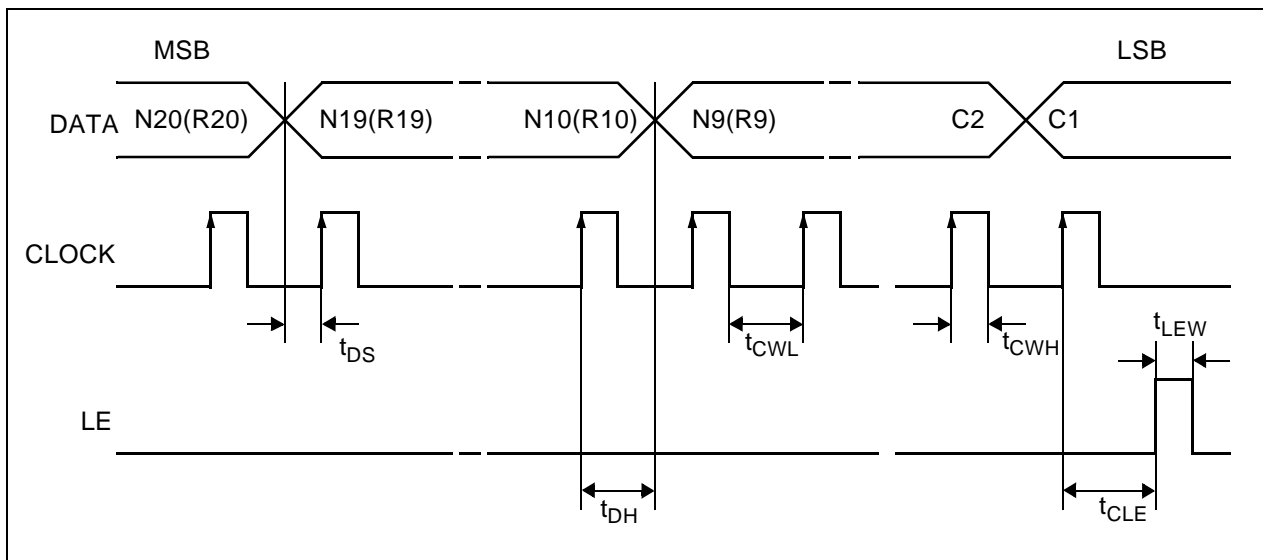 MSB LSB
DATA N20(R20) N19(R19) N10(R10) N9(R9) C2 C1
CLOCK
tDS tCWL tCWH tLEW
LE
tDH tCLE